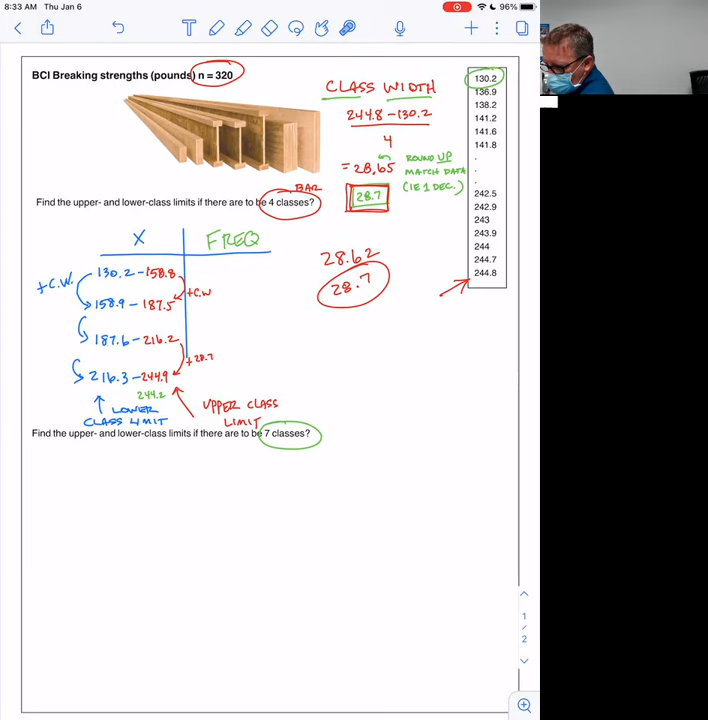 8:33 AM Thu Jan 6
96%
BCI Breaking strengths (pounds) n = 320
CLASS WIDTH
244.8 - 130.2
4
= 28.65
ROUND UP
MATCH DATA
(IE 1 DEC.)
28.7
BAR
Find the upper- and lower-class limits if there are to be 4 classes?
X FREQ
130.2 - 158.8
+C.W.
+C.W
158.9 - 187.5
187.6 - 216.2
+28.7
216.3 - 244.9
244.2
LOWER
CLASS LIMIT
UPPER CLASS
LIMIT
28.62
28.7
Find the upper- and lower-class limits if there are to be 7 classes?
130.2
136.9
138.2
141.2
141.6
141.8
.
.
.
242.5
242.9
243
243.9
244
244.7
244.8
1
/
2